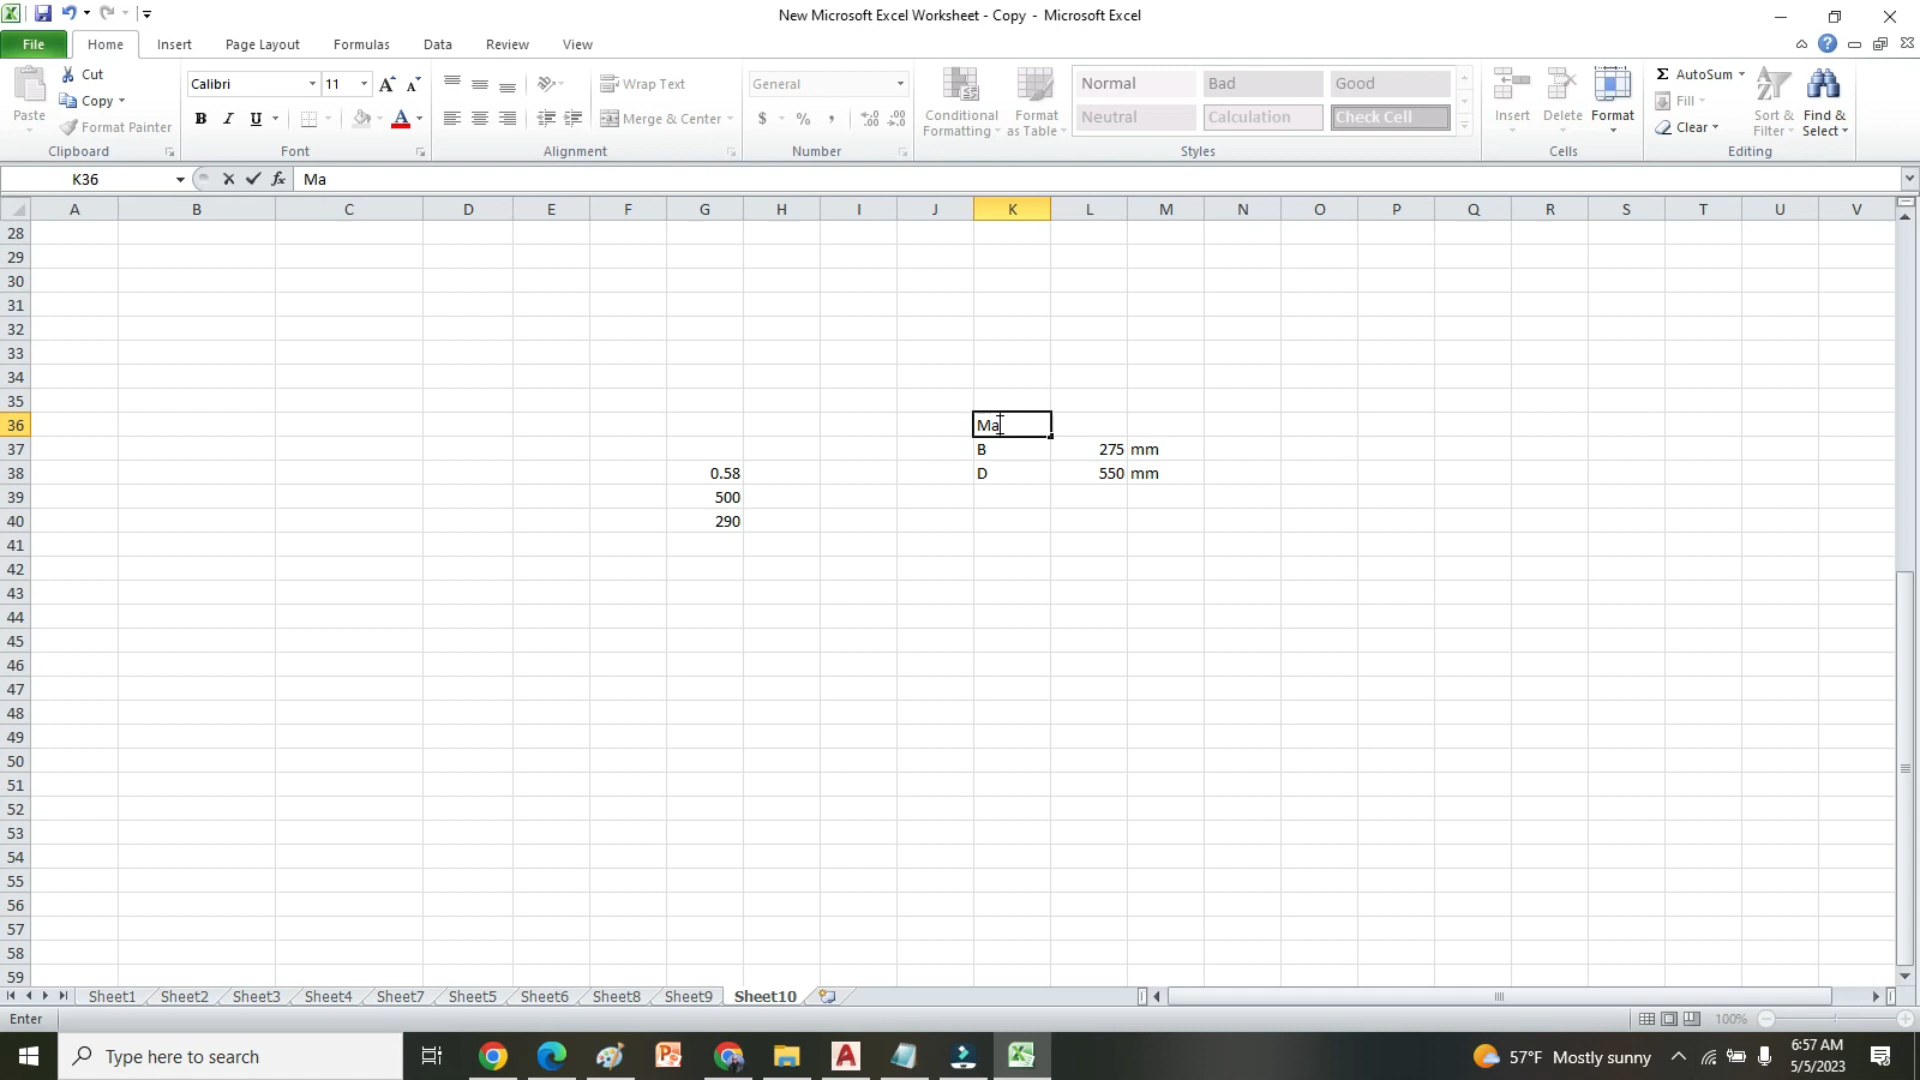 New Microsoft Excel Worksheet - Copy - Microsoft Excel
File Home Insert Page Layout Formulas Data Review View
Paste
Cut
Copy
Format Painter
Clipboard
Calibri 11
B I U
Font
Wrap Text
Merge & Center
Alignment
General
$ % ,
Number
Conditional Formatting
Format as Table
Normal Bad Good
Neutral Calculation Check Cell
Styles
Insert Delete Format
Cells
Σ AutoSum
Fill
Clear
Sort & Filter
Find & Select
Editing
K36 fx Ma
A B C D E F G H I J K L M N O P Q R S T U V
28
29
30
31
32
33
34
35
36 Ma
37 B 275 mm
38 0.58 D 550 mm
39 500
40 290
41
42
43
44
45
46
47
48
49
50
51
52
53
54
55
56
57
58
59
Sheet1 Sheet2 Sheet3 Sheet4 Sheet7 Sheet5 Sheet6 Sheet8 Sheet9 Sheet10
Enter 100%
Type here to search 57°F Mostly sunny 6:57 AM
5/5/2023